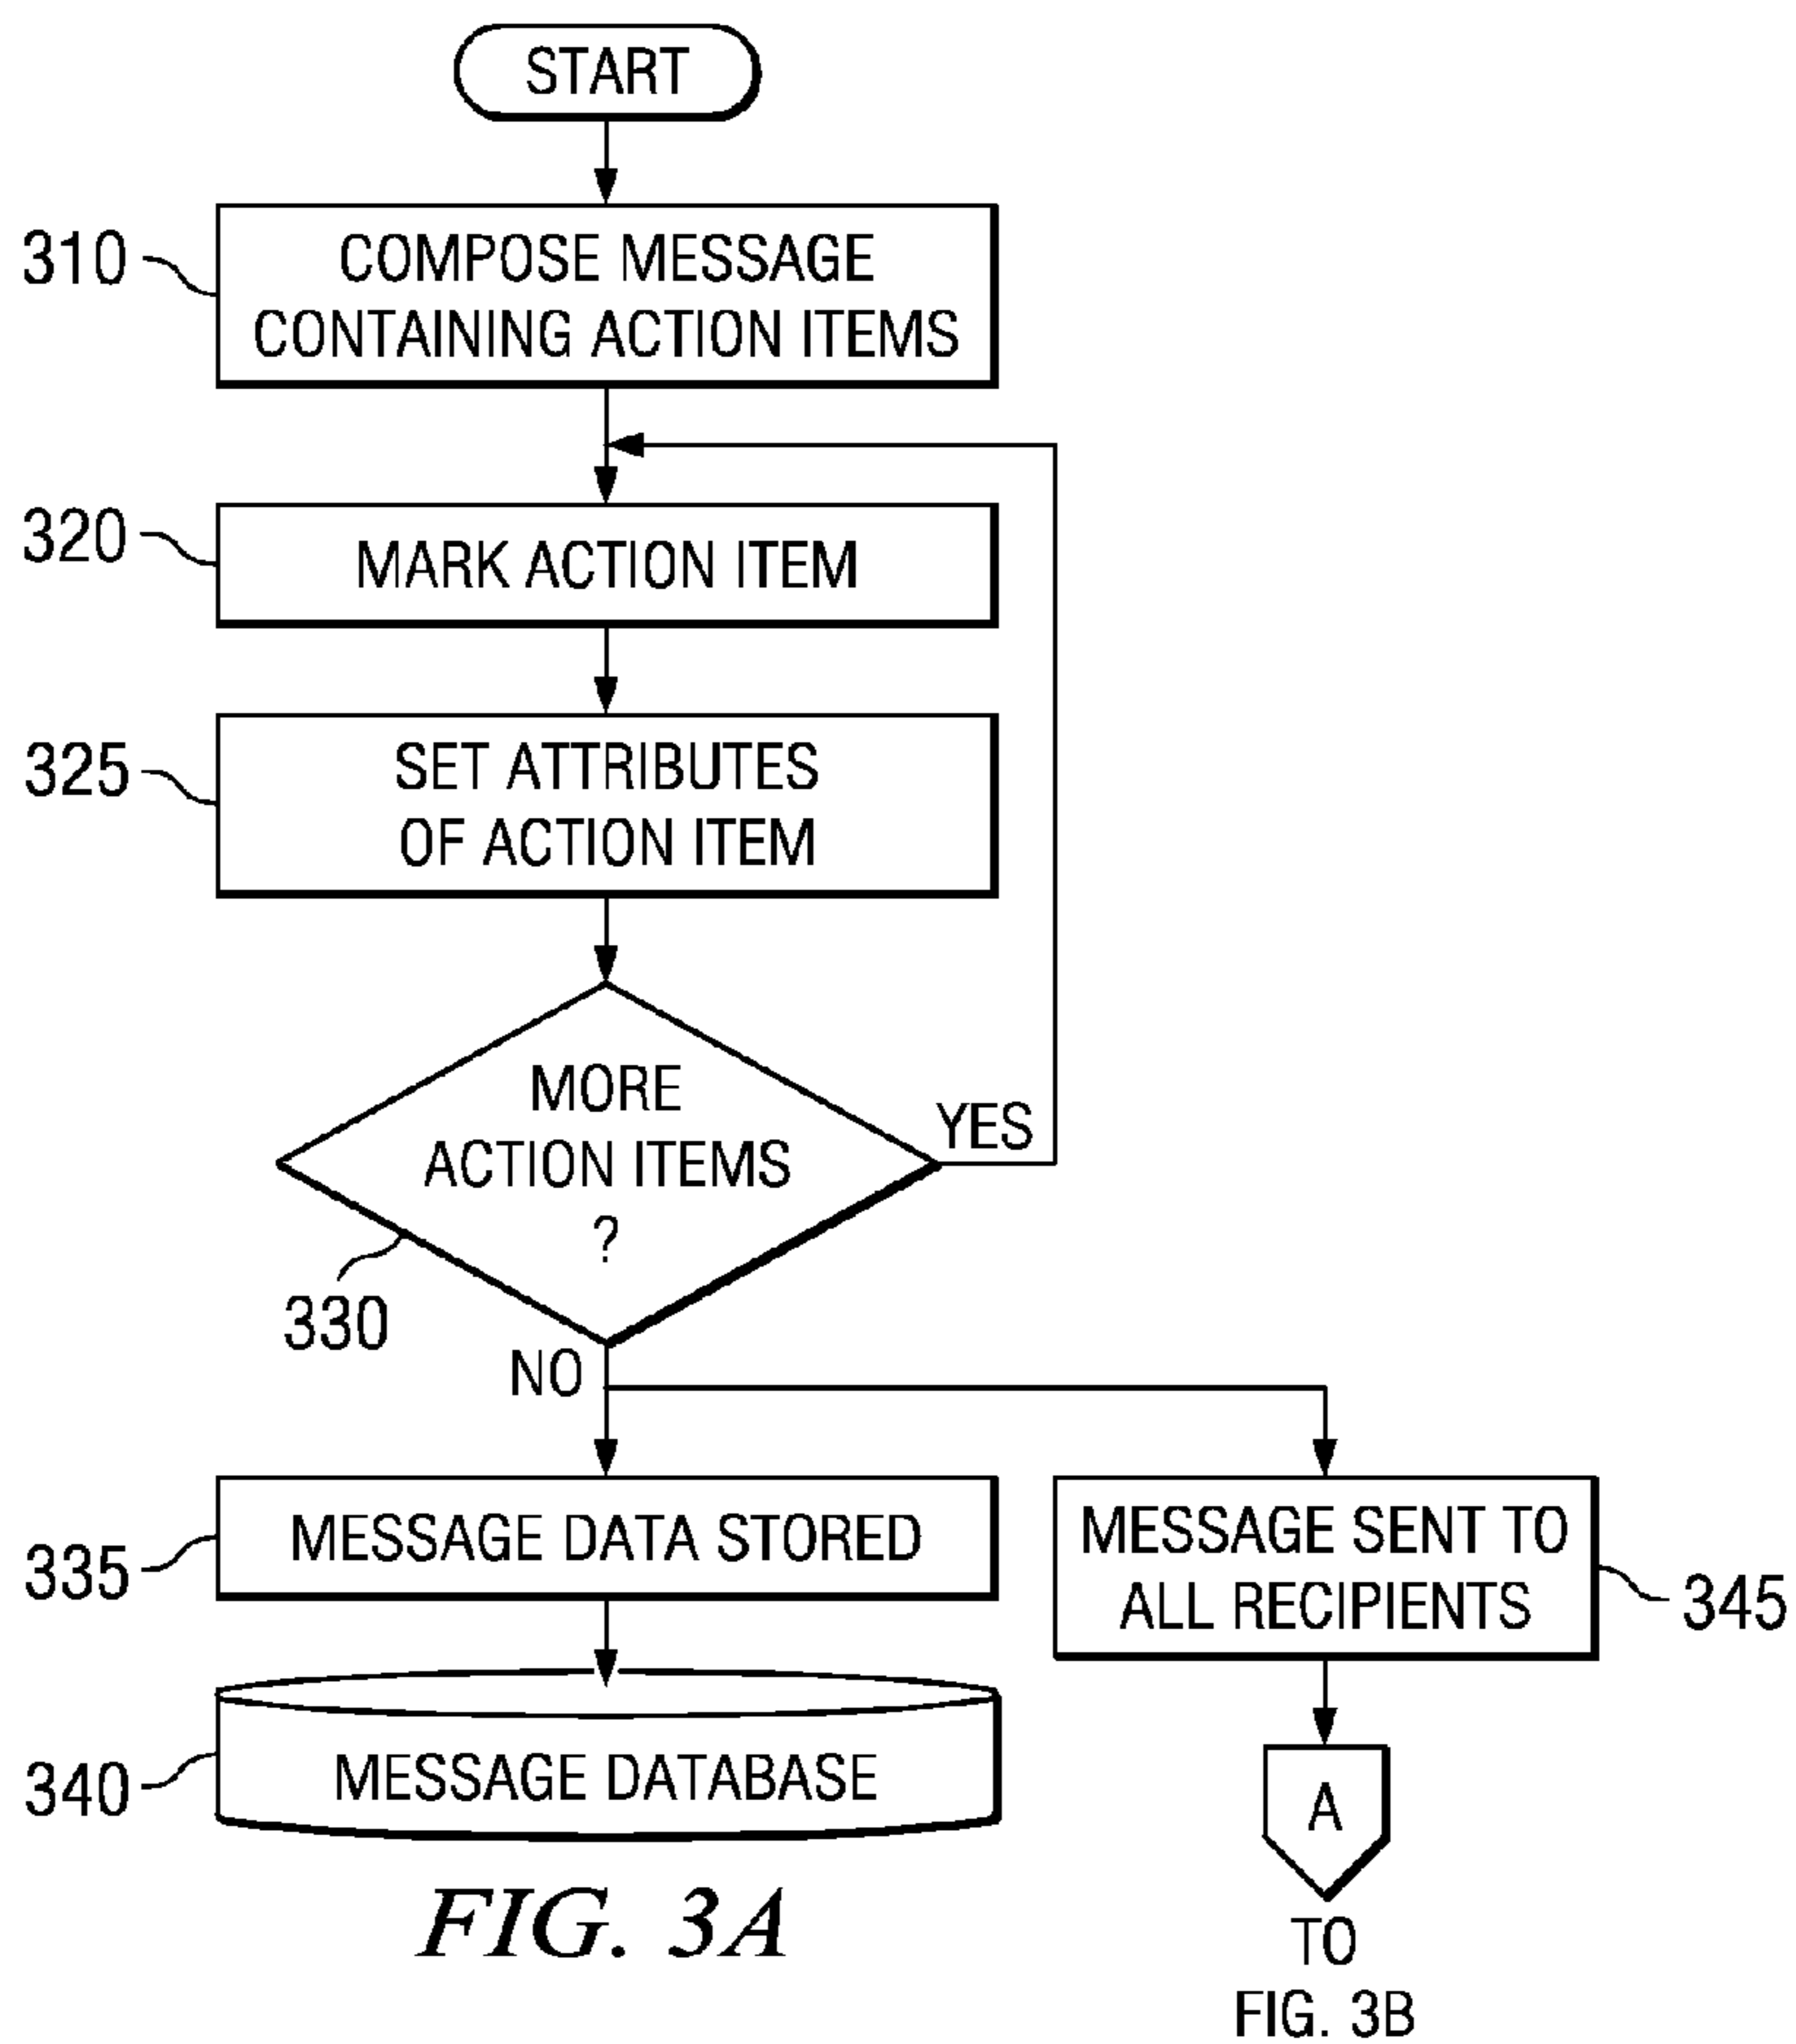 START
310
COMPOSE MESSAGE
CONTAINING ACTION ITEMS
320
MARK ACTION ITEM
325
SET ATTRIBUTES
OF ACTION ITEM
MORE
ACTION ITEMS
?
YES
330
NO
335
MESSAGE DATA STORED
MESSAGE SENT TO
ALL RECIPIENTS
345
340
MESSAGE DATABASE
A
FIG. 3A
TO
FIG. 3B